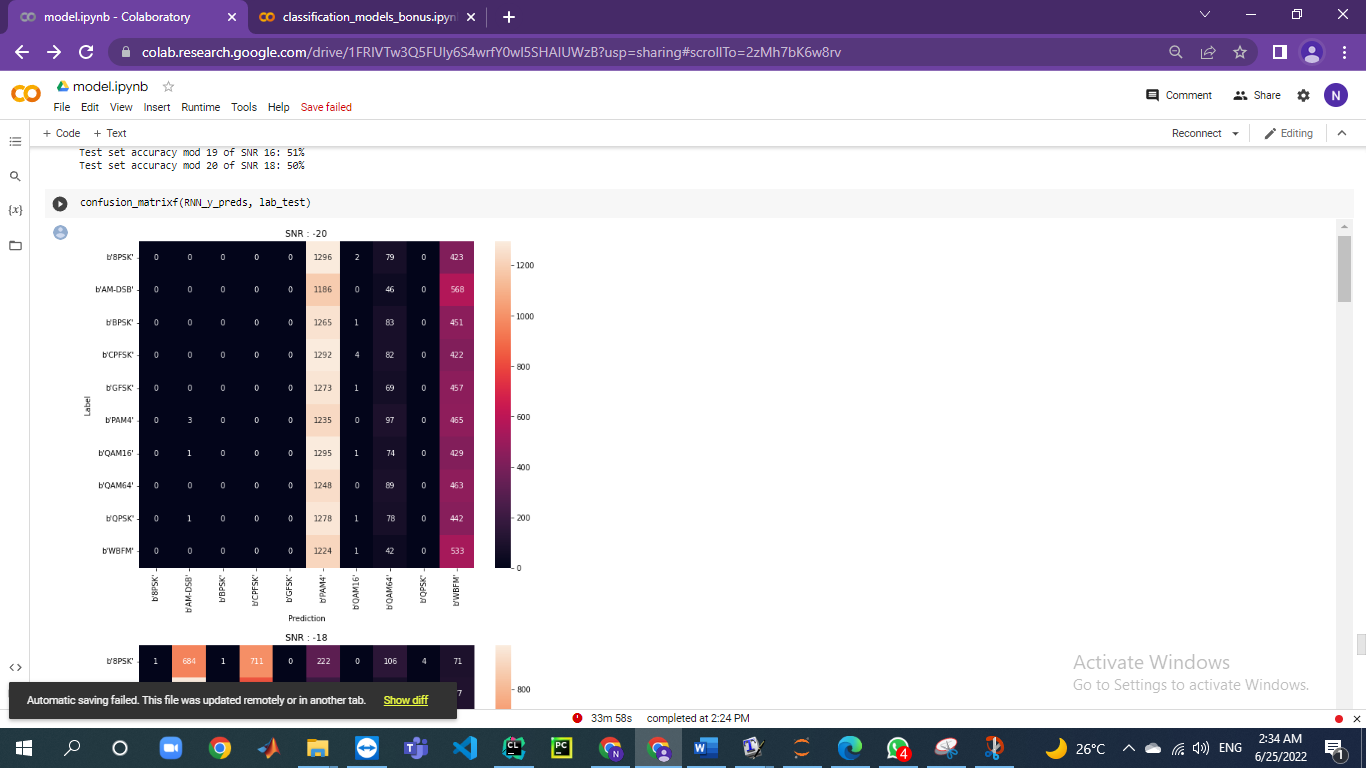 model.ipynb - Colaboratory
classification_models_bonus.ipyn
colab.research.google.com/drive/1FRlVTw3Q5FUIy6S4wrfY0wI5SHAIUWzB?usp=sharing#scrollTo=2zMh7bK6w8rv
model.ipynb
File Edit View Insert Runtime Tools Help Save failed
Comment Share N
+ Code + Text
Reconnect Editing
Test set accuracy mod 19 of SNR 16: 51%
Test set accuracy mod 20 of SNR 18: 50%
{x}
confusion_matrixf(RNN_y_preds, lab_test)
SNR : -20
b'8PSK' 0 0 0 0 0 1296 2 79 0 423
b'AM-DSB' 0 0 0 0 0 1186 0 46 0 568
b'BPSK' 0 0 0 0 0 1265 1 83 0 451
b'CPFSK' 0 0 0 0 0 1292 4 82 0 422
b'GFSK' 0 0 0 0 0 1273 1 69 0 457
b'PAM4' 0 3 0 0 0 1235 0 97 0 465
b'QAM16' 0 1 0 0 0 1295 1 74 0 429
b'QAM64' 0 0 0 0 0 1248 0 89 0 463
b'QPSK' 0 1 0 0 0 1278 1 78 0 442
b'WBFM' 0 0 0 0 0 1224 1 42 0 533
Label
b'8PSK' b'AM-DSB' b'BPSK' b'CPFSK' b'GFSK' b'PAM4' b'QAM16' b'QAM64' b'QPSK' b'WBFM'
Prediction
1200
1000
800
600
400
200
0
SNR : -18
b'8PSK' 1 684 1 711 0 222 0 106 4 71
800
7
Activate Windows
Go to Settings to activate Windows.
Automatic saving failed. This file was updated remotely or in another tab. Show diff
33m 58s completed at 2:24 PM
4
26°C ENG
2:34 AM
6/25/2022
1